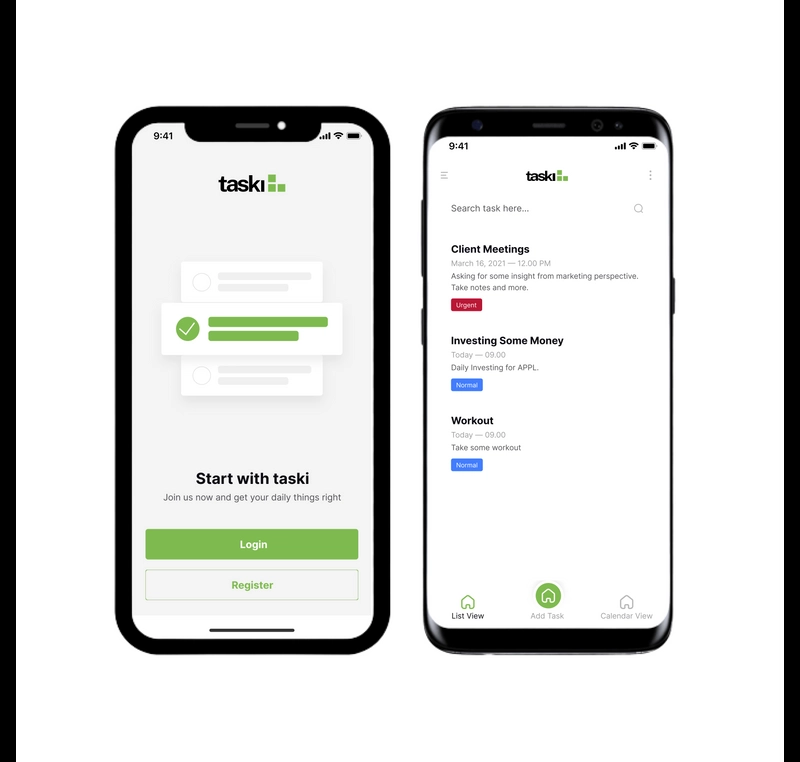 9:41
taski
Start with taski
Join us now and get your daily things right
Login
Register
9:41
taski
Search task here...
Client Meetings
March 16, 2021 — 12.00 PM
Asking for some insight from marketing perspective.
Take notes and more.
Urgent
Investing Some Money
Today — 09.00
Daily Investing for APPL.
Normal
Workout
Today — 09.00
Take some workout
Normal
List View
Add Task
Calendar View